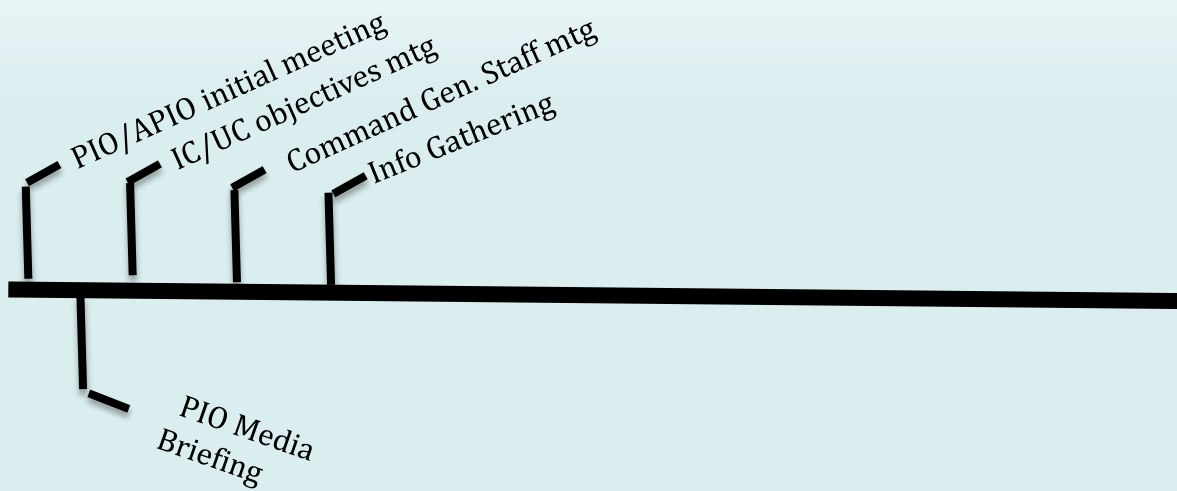 PIO/APIO initial meeting
IC/UC objectives mtg
Command Gen. Staff mtg
Info Gathering
PIO Media
Briefing